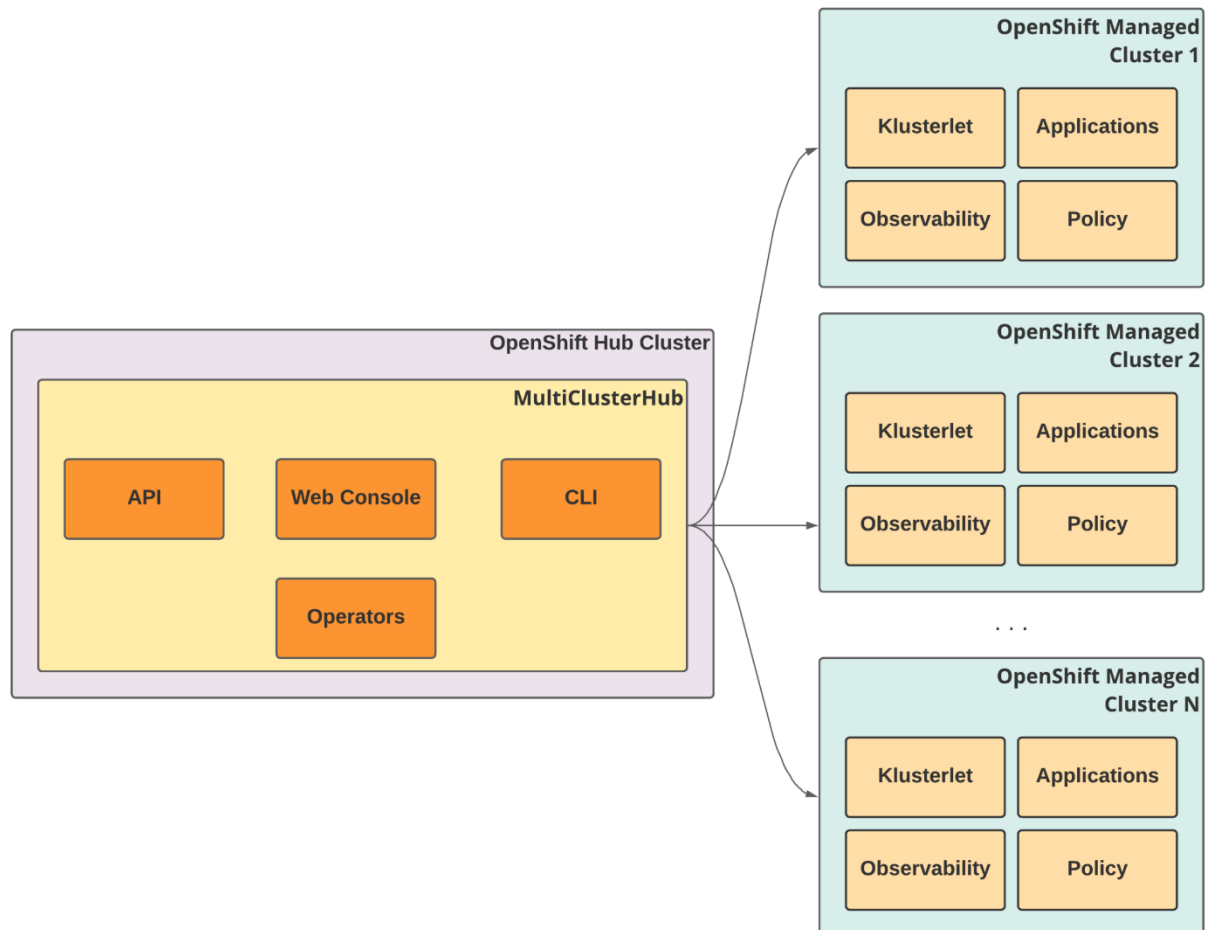 OpenShift Managed
Cluster 1
Klusterlet
Applications
Observability
Policy
OpenShift Hub Cluster
MultiClusterHub
API
Web Console
CLI
Operators
OpenShift Managed
Cluster 2
Klusterlet
Applications
Observability
Policy
. . .
OpenShift Managed
Cluster N
Klusterlet
Applications
Observability
Policy